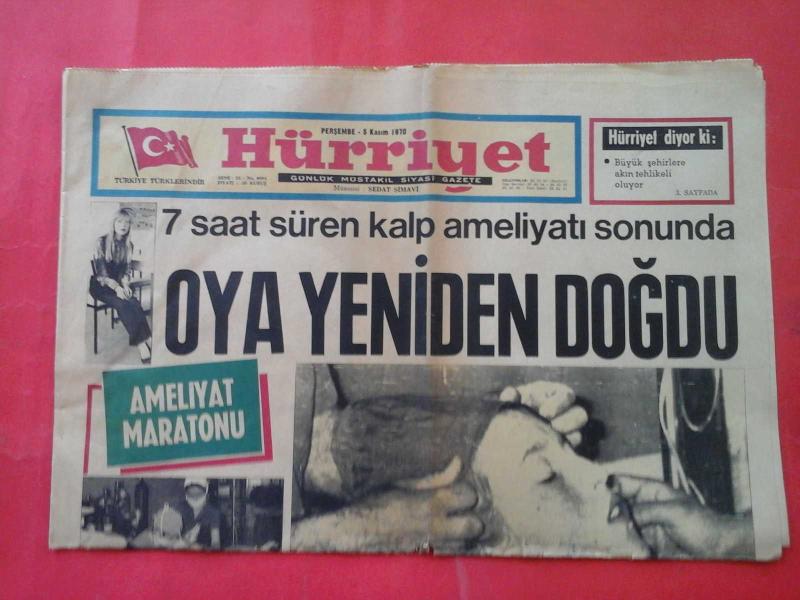 PERŞEMBE - 5 Kasım 1970
Hürriyet
TÜRKİYE TÜRKLERİNDİR
GÜNLÜK MÜSTAKİL SİYASİ GAZETE
Müessisi SEDAT SİMAVİ
Hürriyet diyor ki:
• Büyük şehirlere
akın tehlikeli
oluyor
3. SAYFADA
7 saat süren kalp ameliyatı sonunda
OYA YENİDEN DOĞDU
AMELİYAT
MARATONU